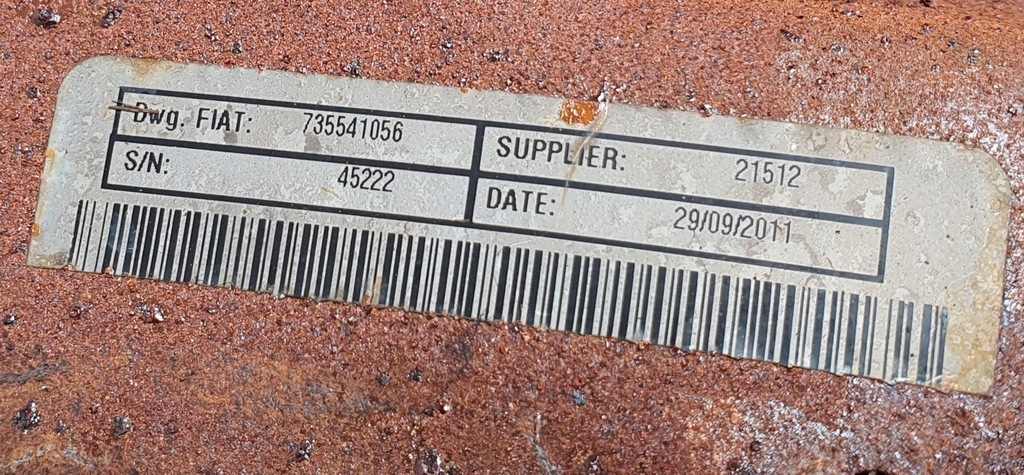 Dwg. FIAT: 735541056
SUPPLIER: 21512
S/N: 45222
DATE: 29/09/2011